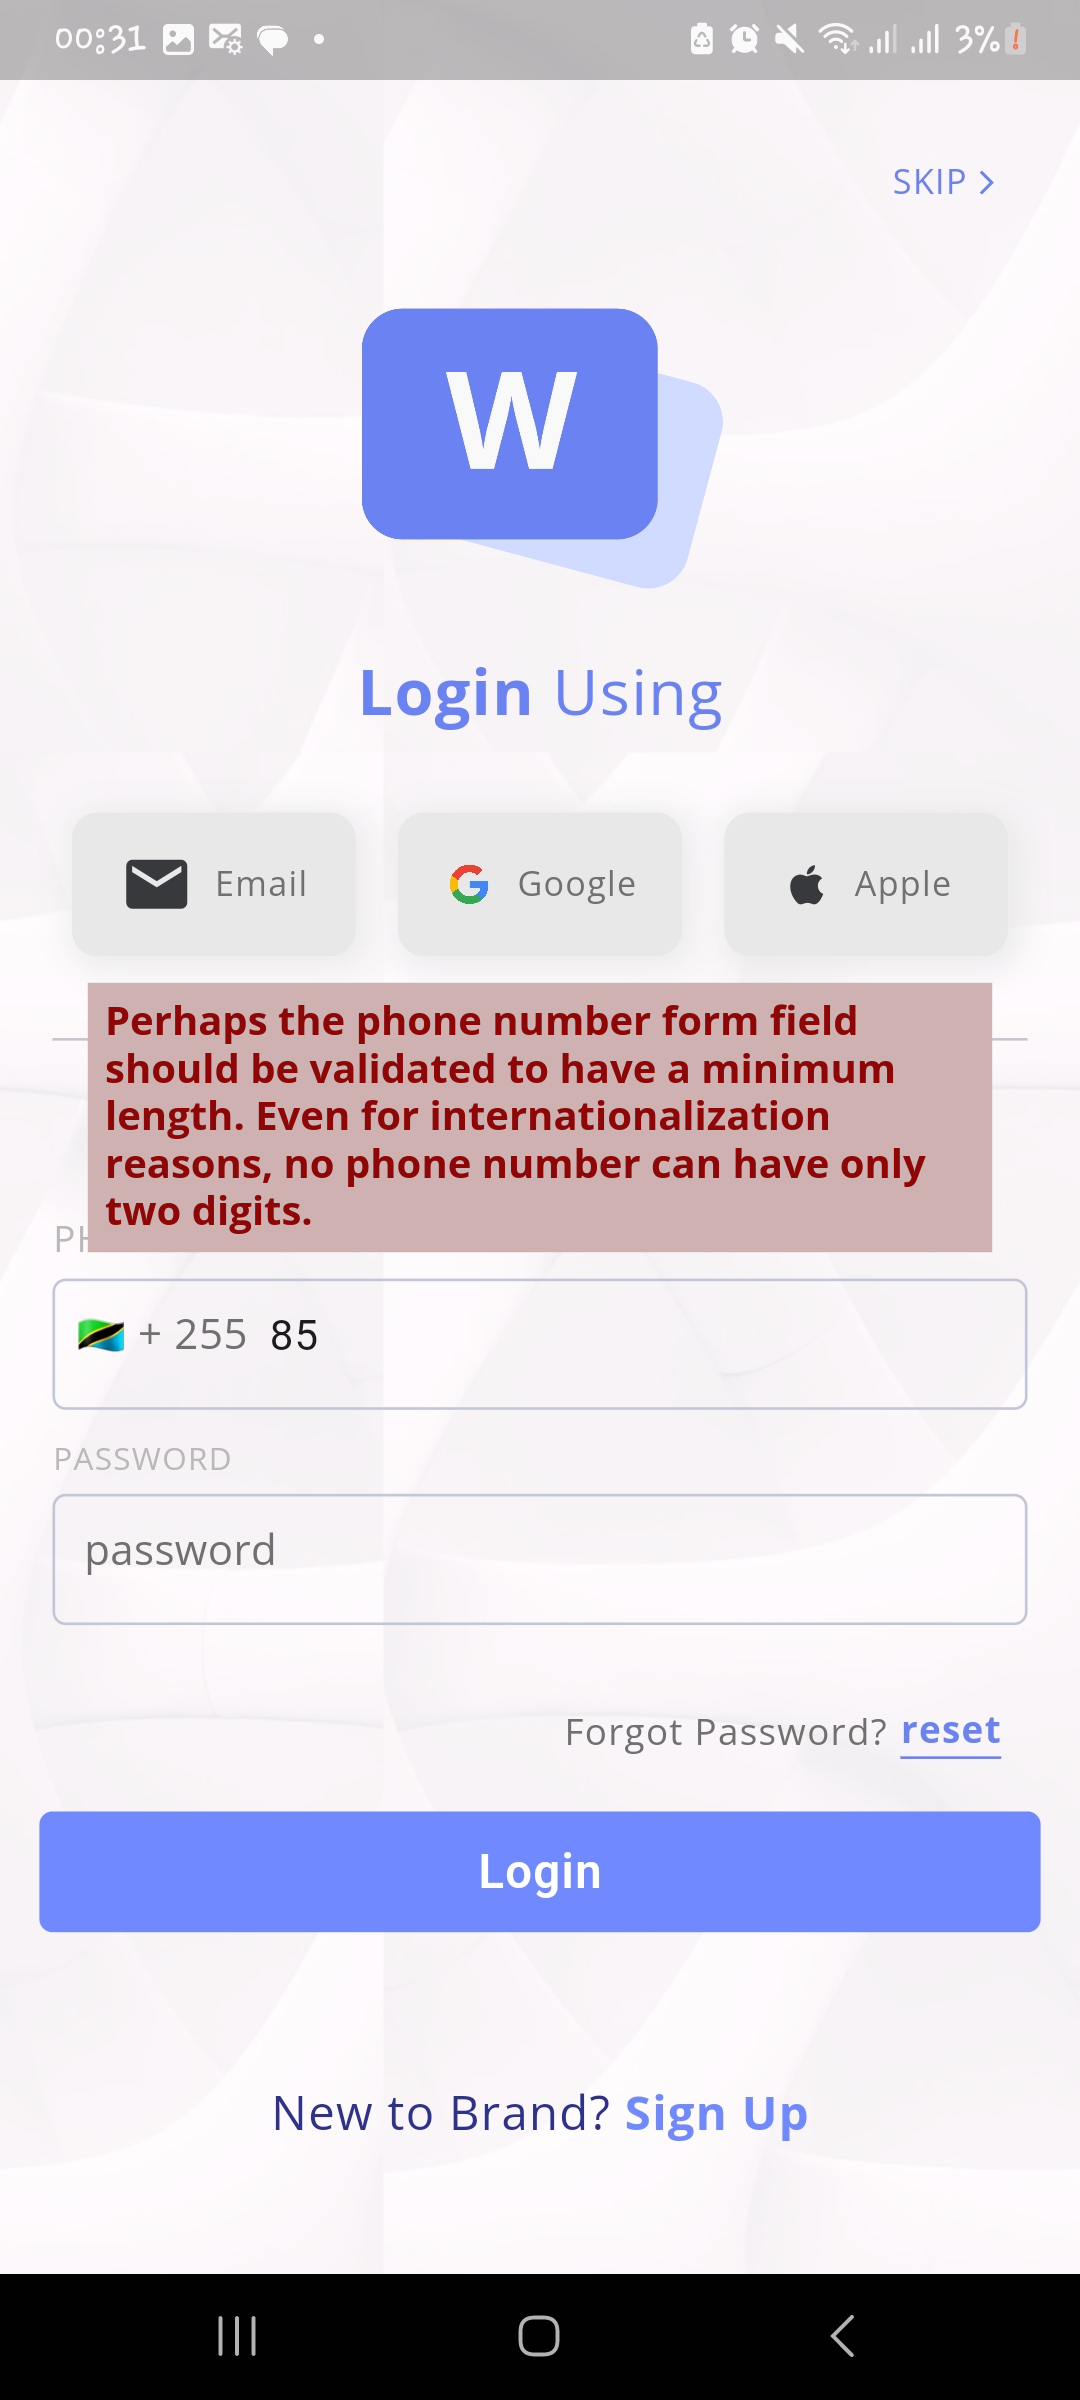 00:31
3%
SKIP
W
Login Using
Email
Google
Apple
Perhaps the phone number form field
should be validated to have a minimum
length. Even for internationalization
reasons, no phone number can have only
two digits.
+ 255 85
PASSWORD
password
Forgot Password? reset
Login
New to Brand? Sign Up